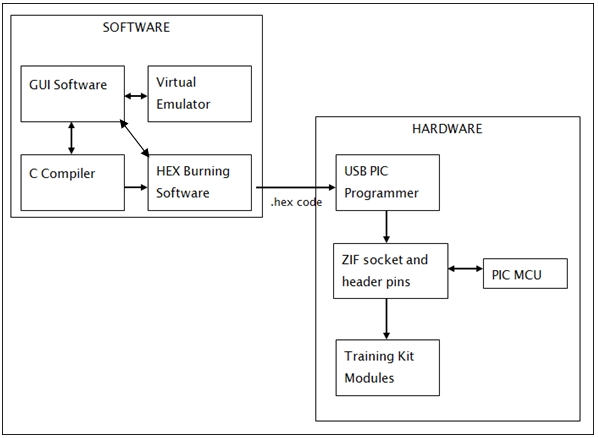 SOFTWARE
GUI Software
Virtual
Emulator
C Compiler
HEX Burning
Software
.hex code
HARDWARE
USB PIC
Programmer
ZIF socket and
header pins
PIC MCU
Training Kit
Modules